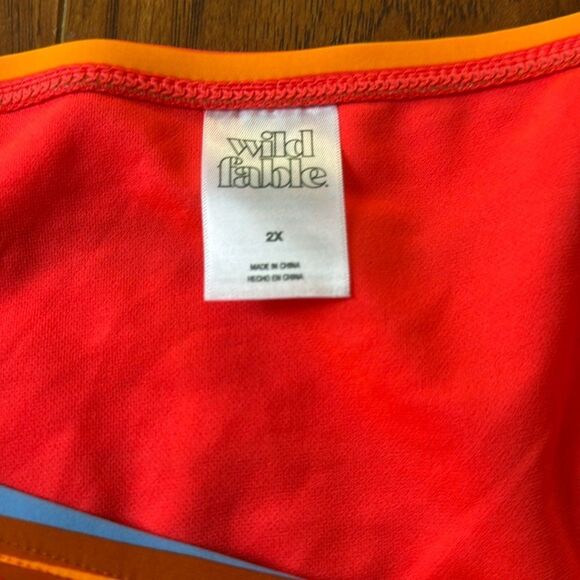 wild
fable.
2X
MADE IN CHINA
HECHO EN CHINA